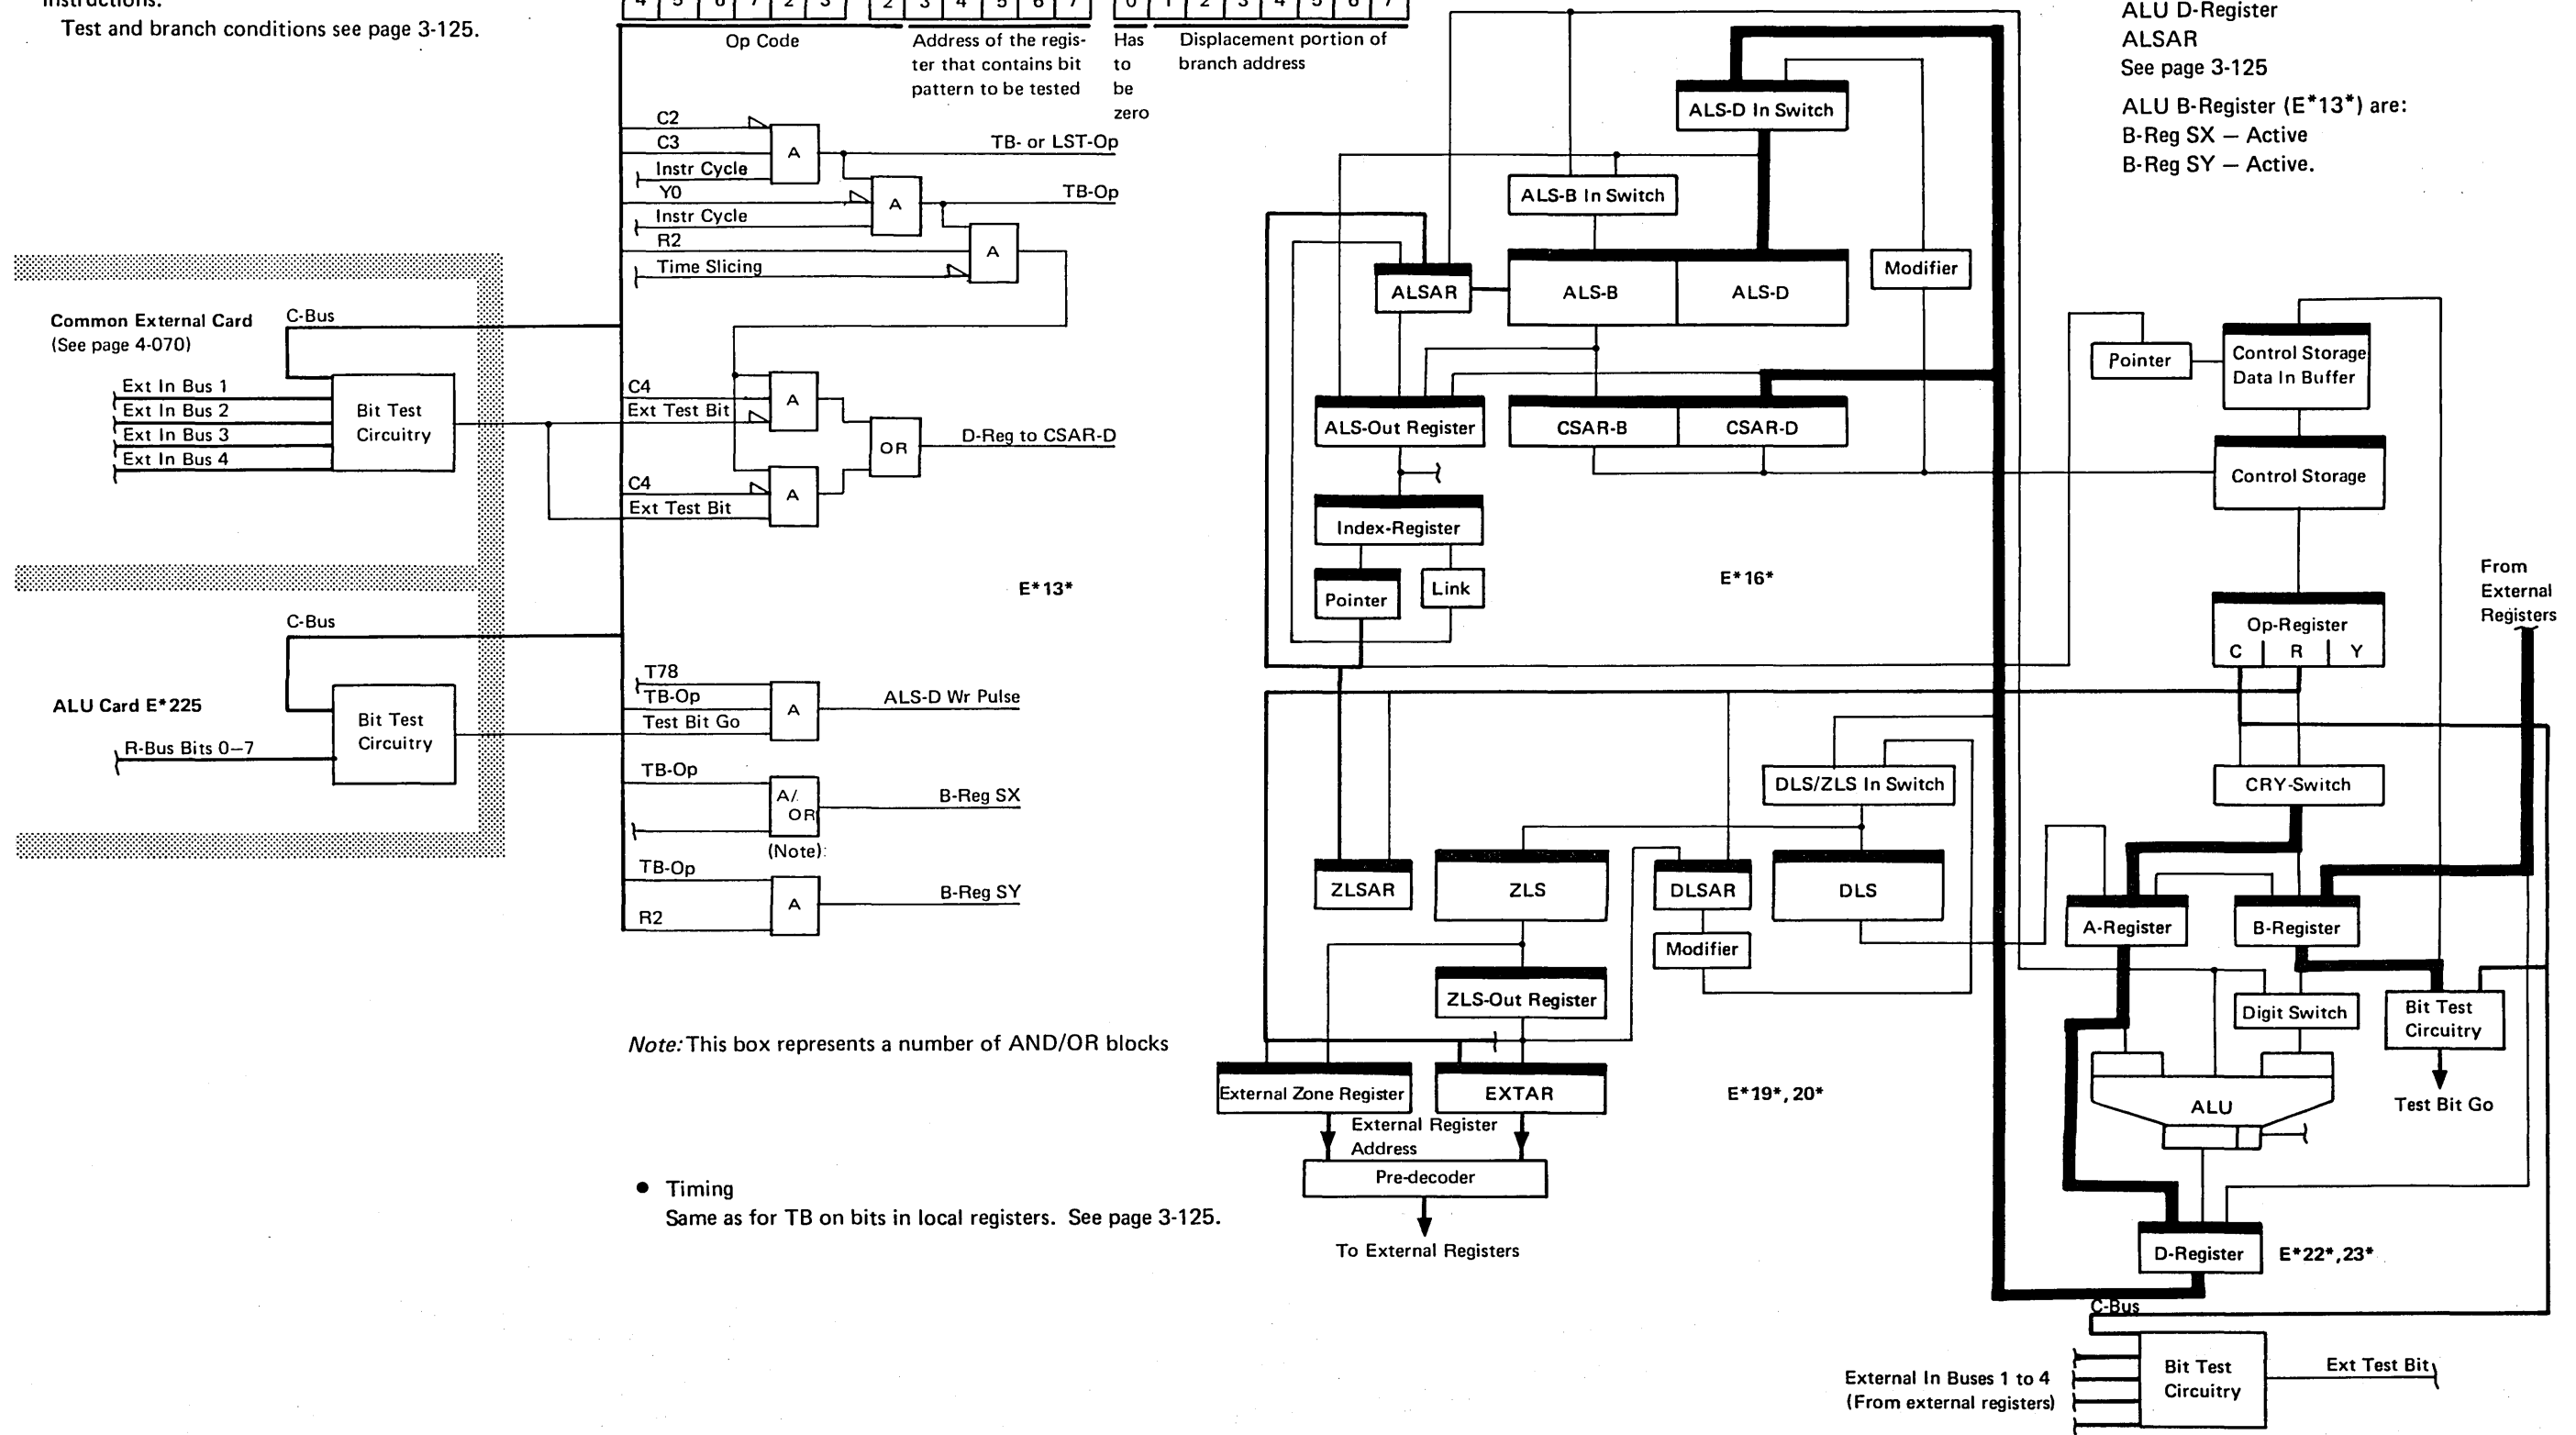 Instructions.
Test and branch conditions see page 3-125.
4 5 6 7 2 3 2 3 4 5 6 7 0 1 2 3 4 5 6 7
Op Code
Address of the regis-
ter that contains bit
pattern to be tested
Has
to
be
zero
Displacement portion of
branch address
C2
C3
Instr Cycle
A
TB- or LST-Op
Y0
Instr Cycle
A
TB-Op
R2
Time Slicing
A
Common External Card
(See page 4-070)
C-Bus
Ext In Bus 1
Ext In Bus 2
Ext In Bus 3
Ext In Bus 4
Bit Test
Circuitry
C4
Ext Test Bit
A
C4
Ext Test Bit
A
OR
D-Reg to CSAR-D
E*13*
C-Bus
ALU Card E*225
R-Bus Bits 0–7
Bit Test
Circuitry
T78
TB-Op
Test Bit Go
A
ALS-D Wr Pulse
TB-Op
A/
OR
B-Reg SX
(Note):
TB-Op
R2
A
B-Reg SY
Note: This box represents a number of AND/OR blocks
● Timing
Same as for TB on bits in local registers. See page 3-125.
ALU D-Register
ALSAR
See page 3-125
ALU B-Register (E*13*) are:
B-Reg SX — Active
B-Reg SY — Active.
ALS-D In Switch
ALS-B In Switch
ALSAR
ALS-B
ALS-D
Modifier
ALS-Out Register
CSAR-B
CSAR-D
Index-Register
Pointer
Link
E*16*
Pointer
Control Storage
Data In Buffer
Control Storage
Op-Register
C R Y
From
External
Registers
CRY-Switch
DLS/ZLS In Switch
ZLSAR
ZLS
DLSAR
DLS
Modifier
ZLS-Out Register
External Zone Register
EXTAR
E*19*, 20*
External Register
Address
Pre-decoder
To External Registers
A-Register
B-Register
Digit Switch
Bit Test
Circuitry
ALU
Test Bit Go
D-Register
E*22*,23*
C-Bus
External In Buses 1 to 4
(From external registers)
Bit Test
Circuitry
Ext Test Bit